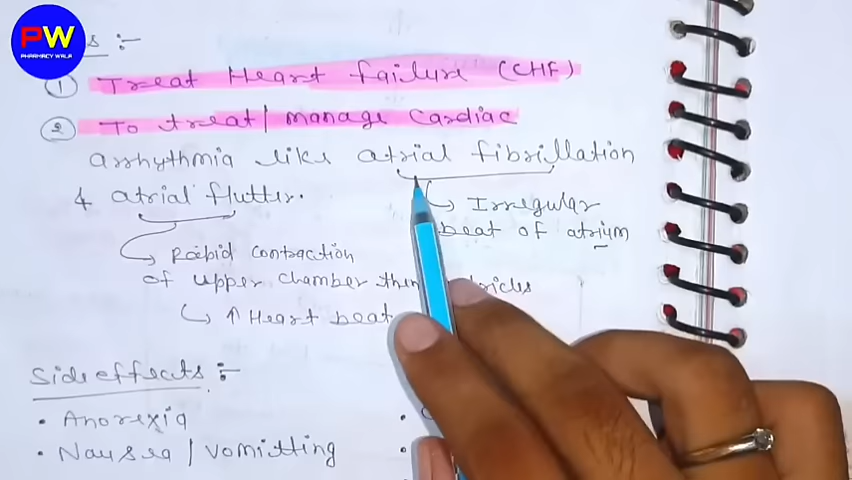 PW
PHARMACY WALA
s :-
① Treat Heart failure (CHF)
② To treat/manage Cardiac
arrhythmia like atrial fibrillation
& atrial flutter.
Irregular
beat of atrium
Rapid contraction
of upper chamber then
↑ Heart beat
Side effects :-
• Anorexia
• Nausea / Vomitting